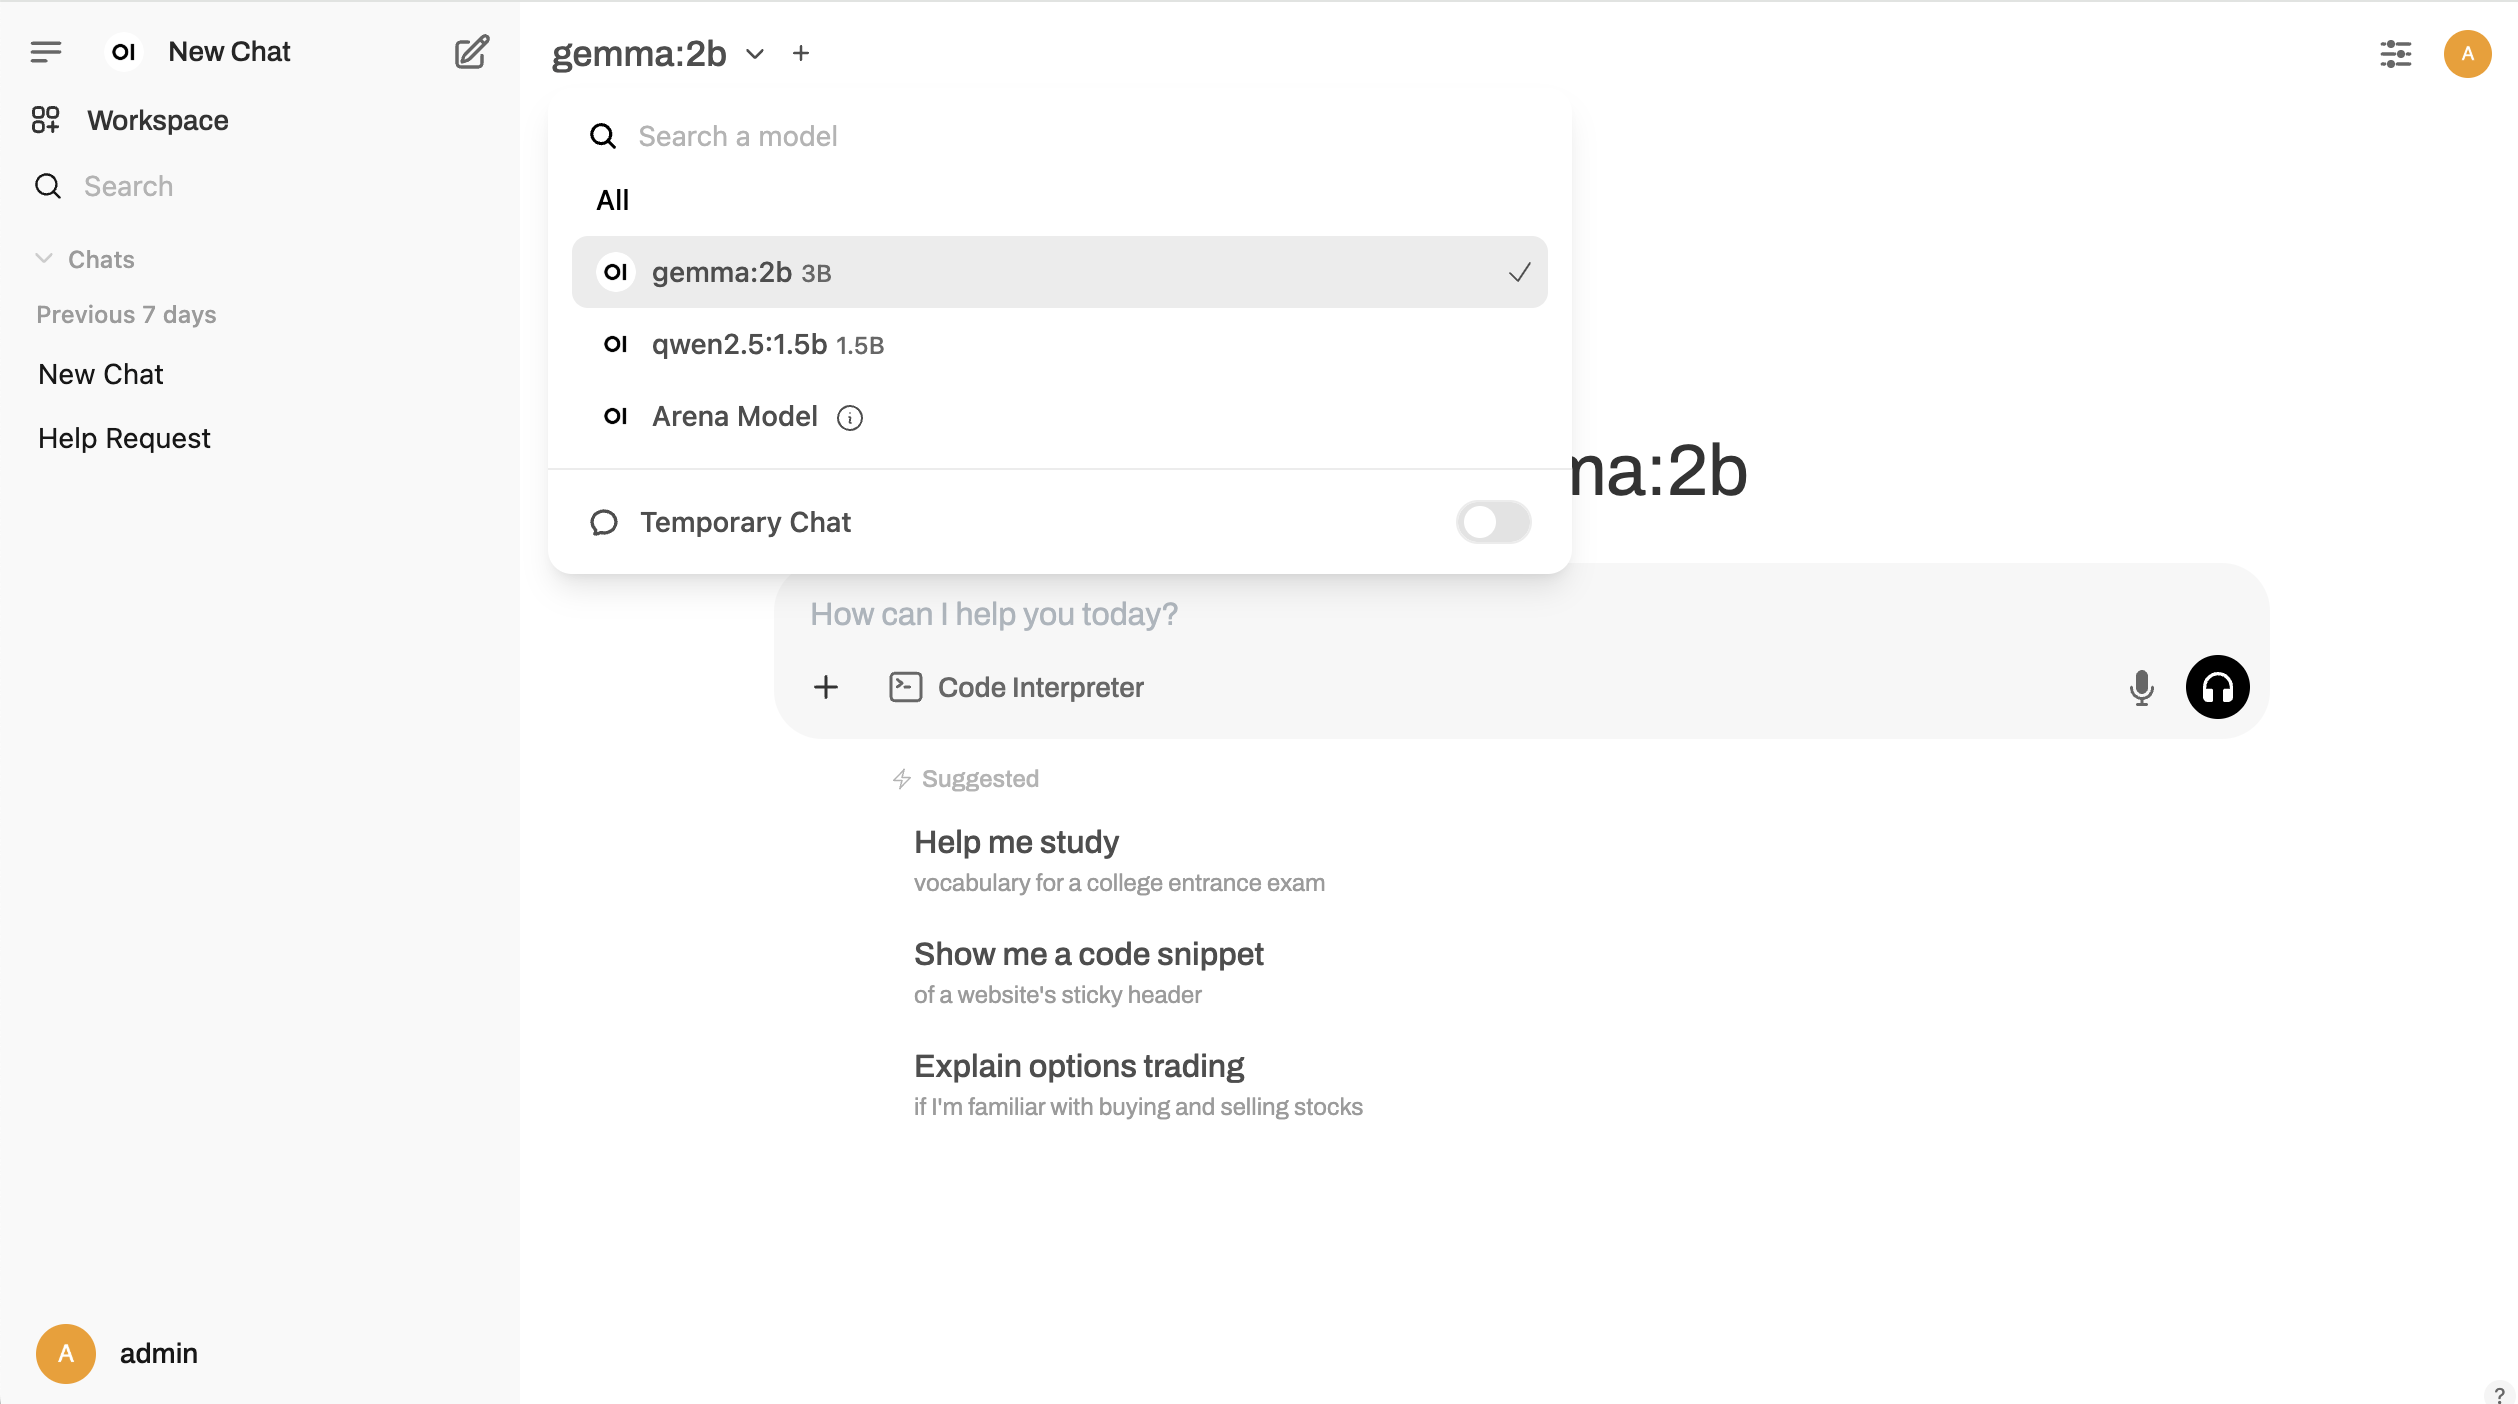 OI New Chat
Workspace
Search
Chats
Previous 7 days
New Chat
Help Request
A admin
gemma:2b
A
Search a model
All
OI gemma:2b 3B
OI qwen2.5:1.5b 1.5B
OI Arena Model i
Temporary Chat
ma:2b
How can I help you today?
Code Interpreter
Suggested
Help me study
vocabulary for a college entrance exam
Show me a code snippet
of a website's sticky header
Explain options trading
if I'm familiar with buying and selling stocks
?